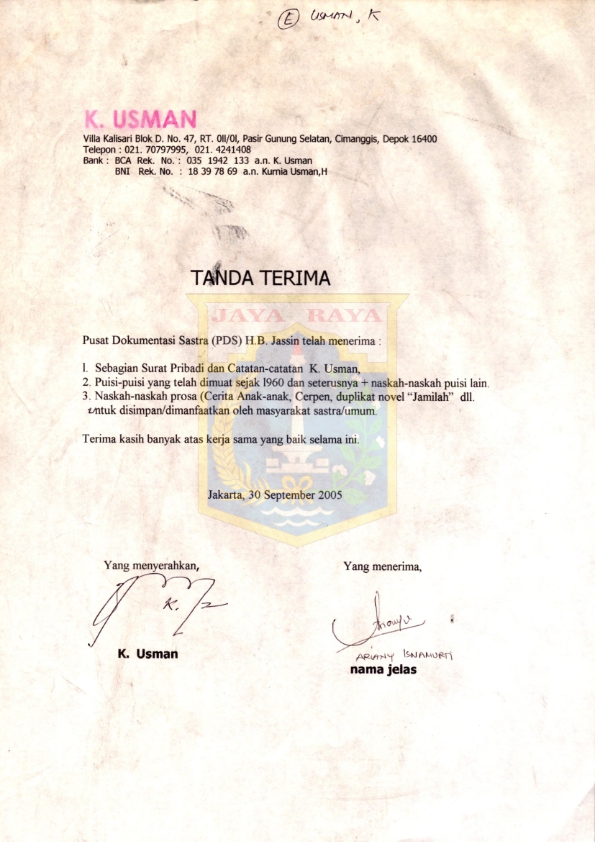 E USMAN, K
K. USMAN
Villa Kalisari Blok D. No. 47, RT. 0ll/0l, Pasir Gunung Selatan, Cimanggis, Depok 16400
Telepon : 021. 70797995, 021. 4241408
Bank : BCA Rek. No. : 035 1942 133 a.n. K. Usman
BNI Rek. No. : 18 39 78 69 a.n. Kurnia Usman,H
TANDA TERIMA
JAYA RAYA
Pusat Dokumentasi Sastra (PDS) H.B. Jassin telah menerima :
l. Sebagian Surat Pribadi dan Catatan-catatan K. Usman,
2. Puisi-puisi yang telah dimuat sejak l960 dan seterusnya + naskah-naskah puisi lain.
3. Naskah-naskah prosa (Cerita Anak-anak, Cerpen, duplikat novel “Jamilah” dll.
untuk disimpan/dimanfaatkan oleh masyarakat sastra/umum.
Terima kasih banyak atas kerja sama yang baik selama ini.
Jakarta, 30 September 2005
Yang menyerahkan, Yang menerima,
K.
ARIANY ISNAMURTI
K. Usman nama jelas